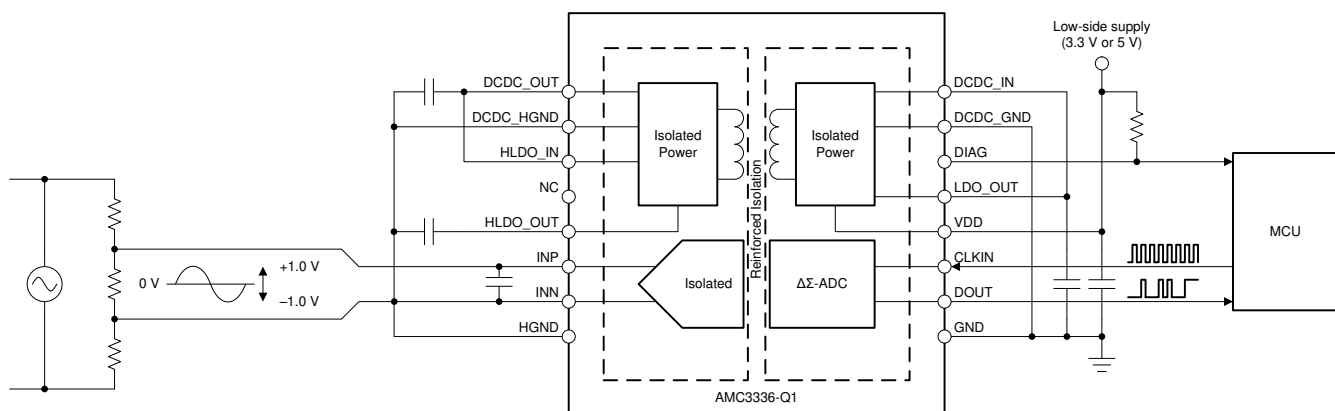 Low-side supply
(3.3 V or 5 V)
DCDC_OUT
DCDC_HGND
HLDO_IN
NC
HLDO_OUT
INP
INN
HGND
Isolated
Power
Reinforced Isolation
Isolated
Power
Isolated
ΔΣ-ADC
DCDC_IN
DCDC_GND
DIAG
LDO_OUT
VDD
CLKIN
DOUT
GND
MCU
0 V
+1.0 V
–1.0 V
AMC3336-Q1